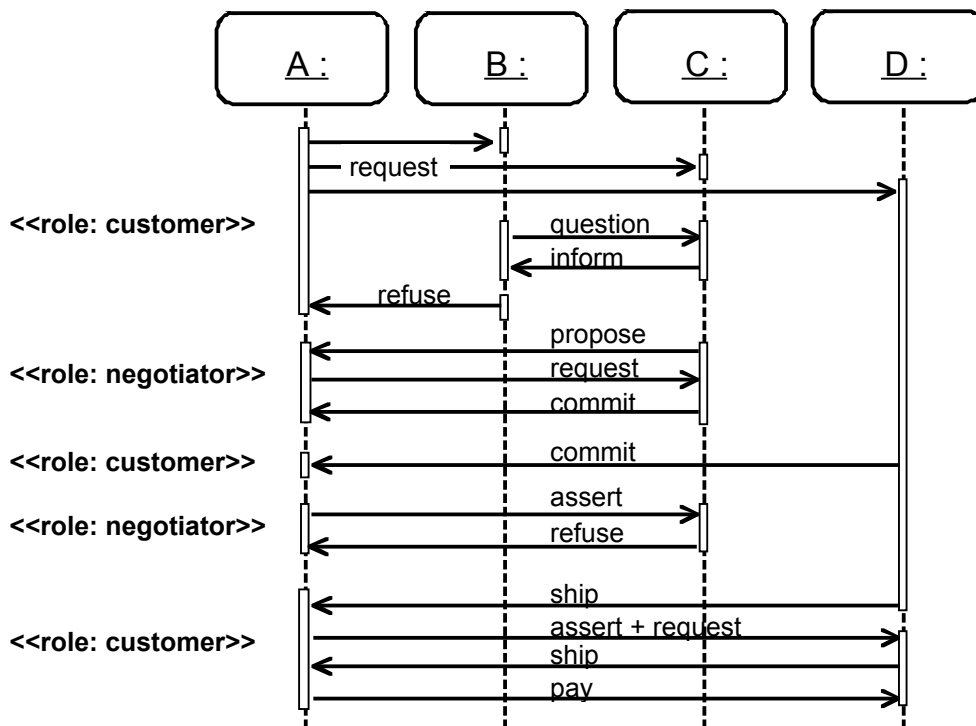 A :
B :
C :
D :
request
<<role: customer>>
question
inform
refuse
propose
<<role: negotiator>>
request
commit
<<role: customer>>
commit
assert
<<role: negotiator>>
refuse
ship
assert + request
<<role: customer>>
ship
pay